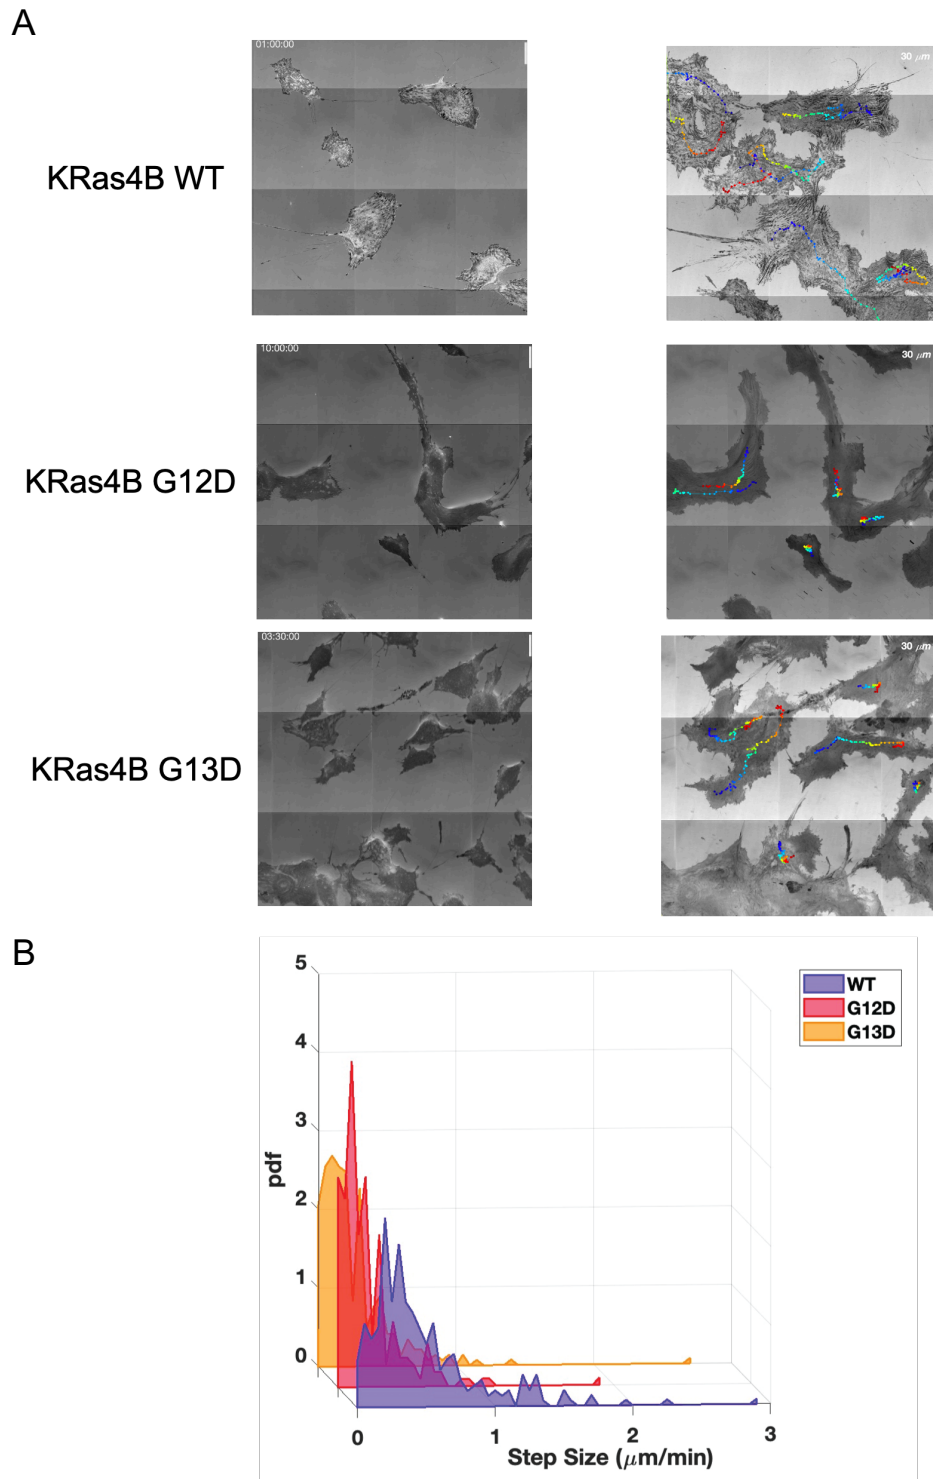 A
01:00:00
30 μm
KRas4B WT
10:00:00
30 μm
KRas4B G12D
03:30:00
30 μm
KRas4B G13D
B
5
4
3
2
1
0
pdf
WT
G12D
G13D
0
1
2
3
Step Size (μm/min)